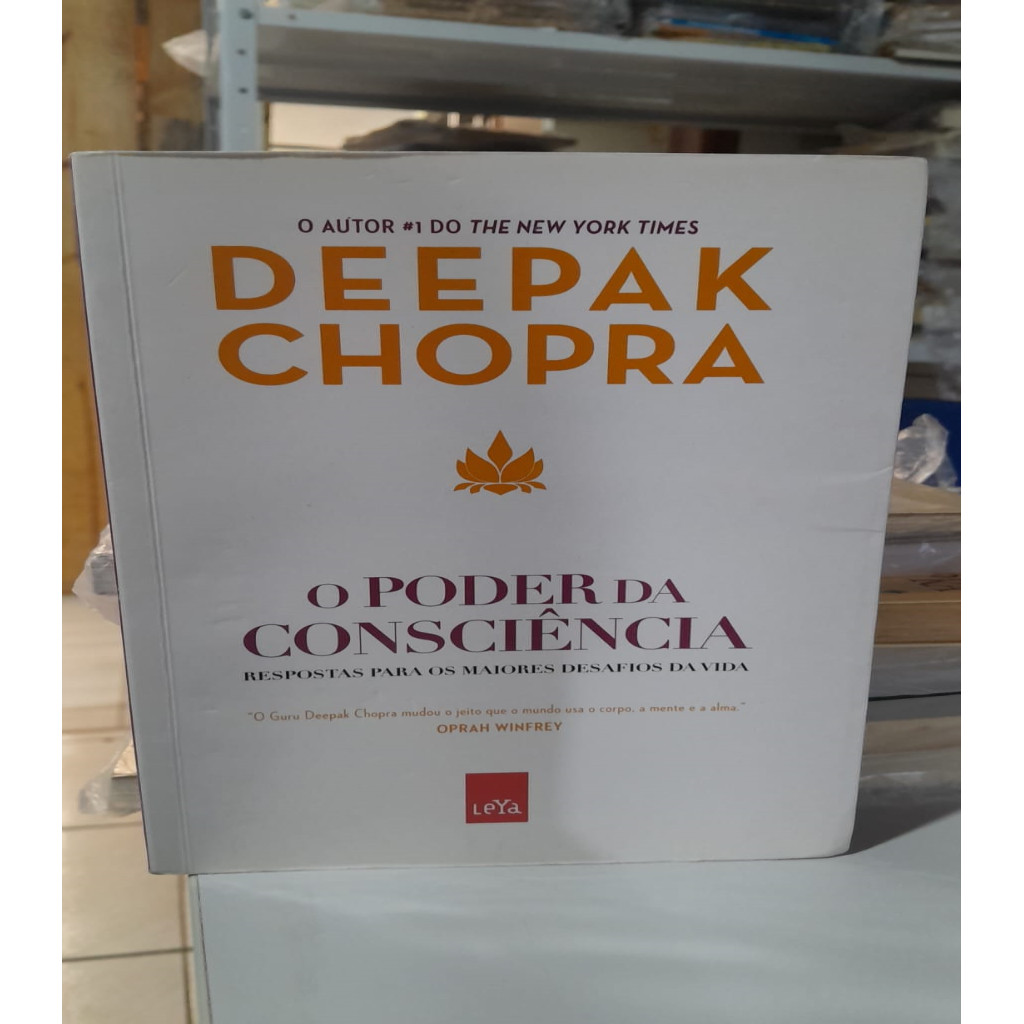 O AUTOR #1 DO THE NEW YORK TIMES
DEEPAK
CHOPRA
O PODER DA
CONSCIÊNCIA
RESPOSTAS PARA OS MAIORES DESAFIOS DA VIDA
"O Guru Deepak Chopra mudou o jeito que o mundo usa o corpo, a mente e a alma."
OPRAH WINFREY
LeYa